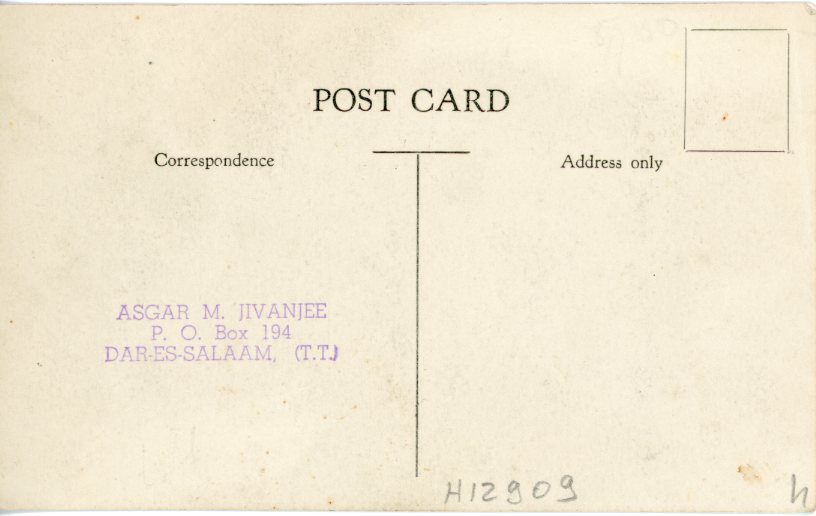 POST CARD
Correspondence
Address only
ASGAR M. JIVANJEE
P. O. Box 194
DAR-ES-SALAAM, (T.T.)
H12909
h